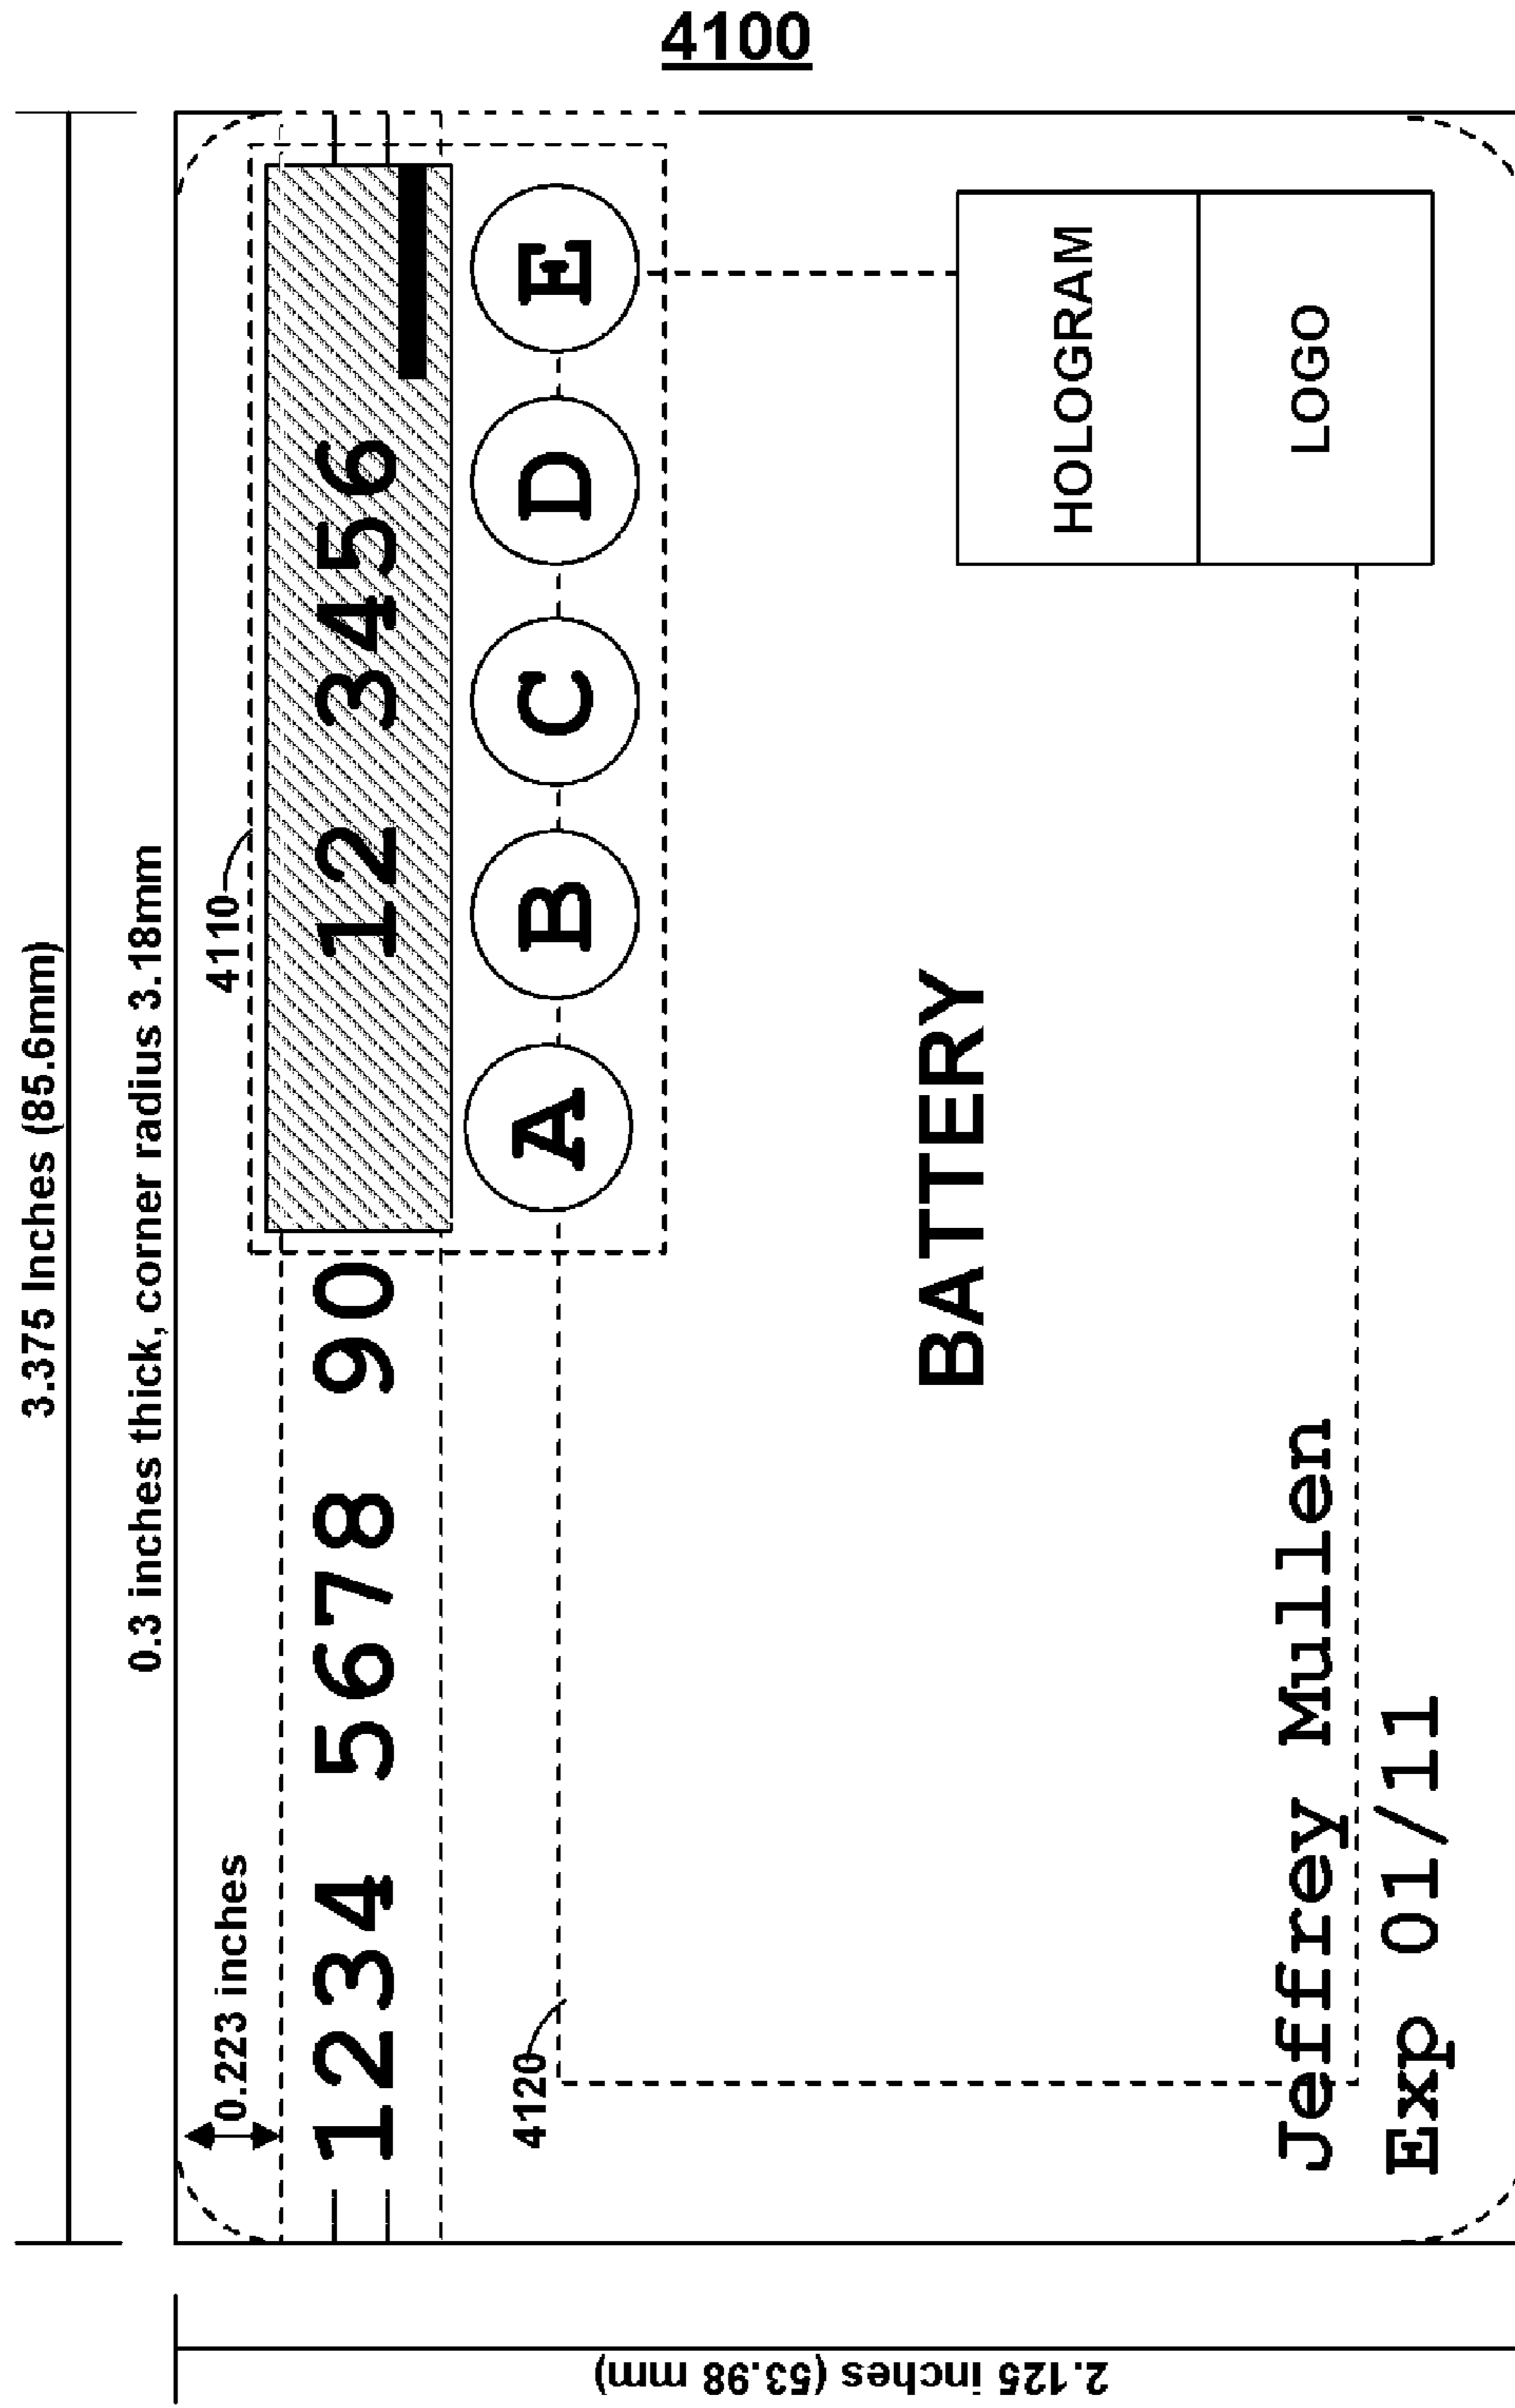 4100
3.375 Inches (85.6mm)
0.3 inches thick, corner radius 3.18mm
0.223 inches
4110
1234 5678 90 12 3456
A B C D E
4120
BATTERY
HOLOGRAM
LOGO
Jeffrey Mullen
Exp 01/11
2.125 inches (53.98 mm)